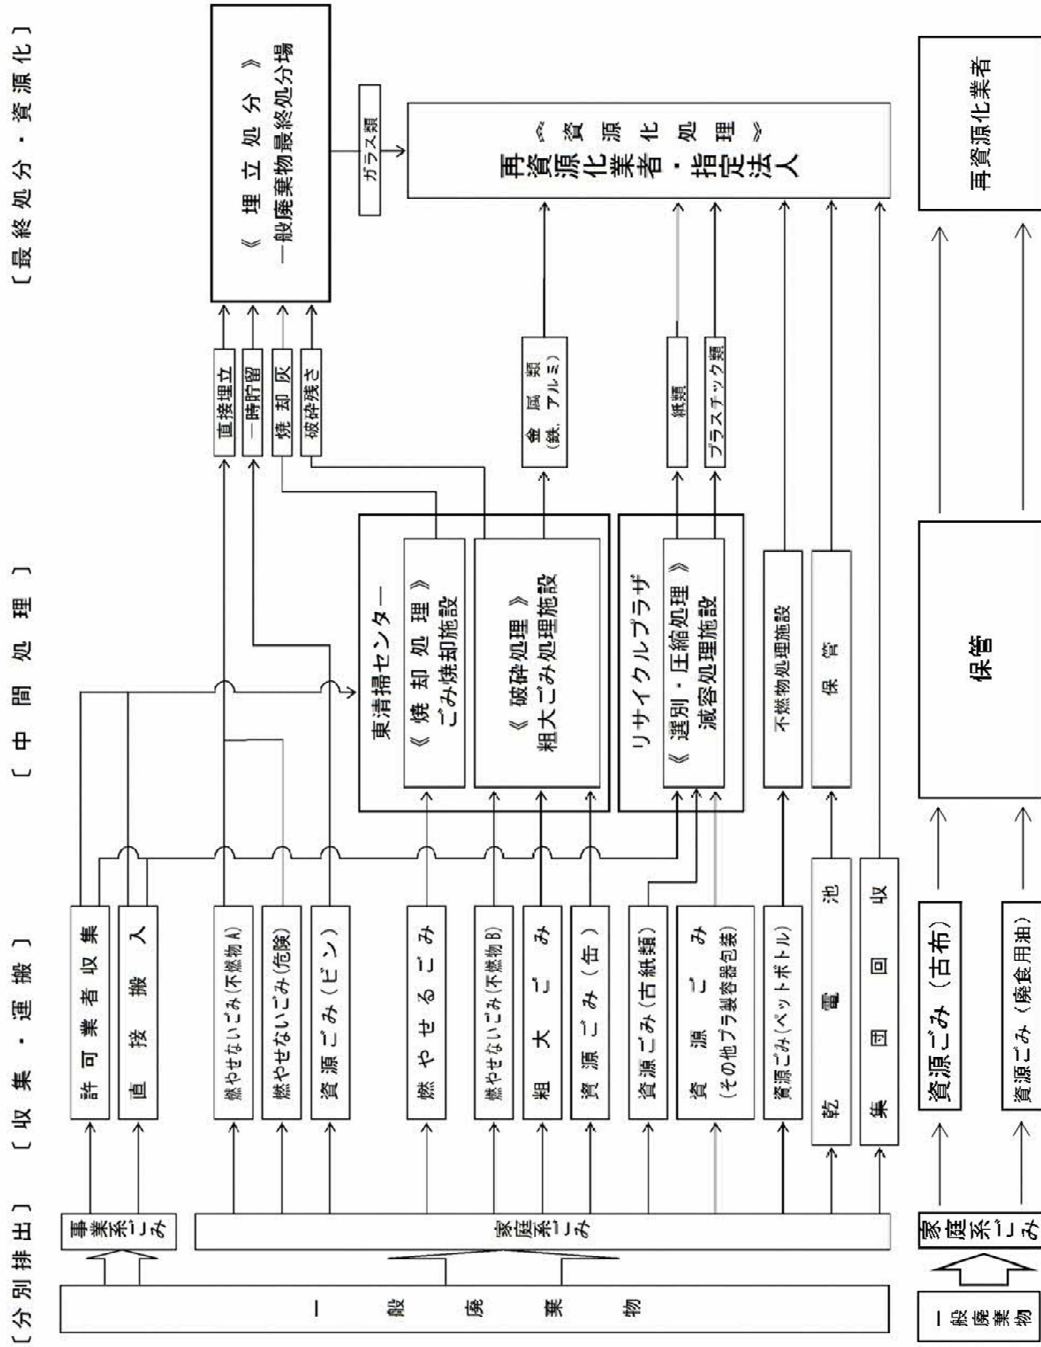 〔分別排出〕
〔収集・運搬〕
〔中間処理〕
〔最終処分・資源化〕
一般廃棄物
事業系ごみ
許可業者収集
直接搬入
家庭系ごみ
燃やせないごみ(不燃物A)
燃やせないごみ(危険)
資源ごみ(ビン)
燃やせるごみ
燃やせないごみ(不燃物B)
粗大ごみ
資源ごみ(缶)
資源ごみ(古紙類)
資源ごみ
(その他プラ製容器包装)
資源ごみ(ペットボトル)
乾電池
集団回収
東清掃センター
《焼却処理》
ごみ焼却施設
《破砕処理》
粗大ごみ処理施設
リサイクルプラザ
《選別・圧縮処理》
減容処理施設
不燃物処理施設
保管
直接埋立
一時貯留
焼却灰
破砕残さ
金属類
(鉄、アルミ)
紙類
プラスチック類
《埋立処分》
一般廃棄物最終処分場
ガラス類
《資源化処理》
再資源化業者・指定法人
一般廃棄物
家庭系ごみ
資源ごみ(古布)
資源ごみ(廃食用油)
保管
再資源化業者